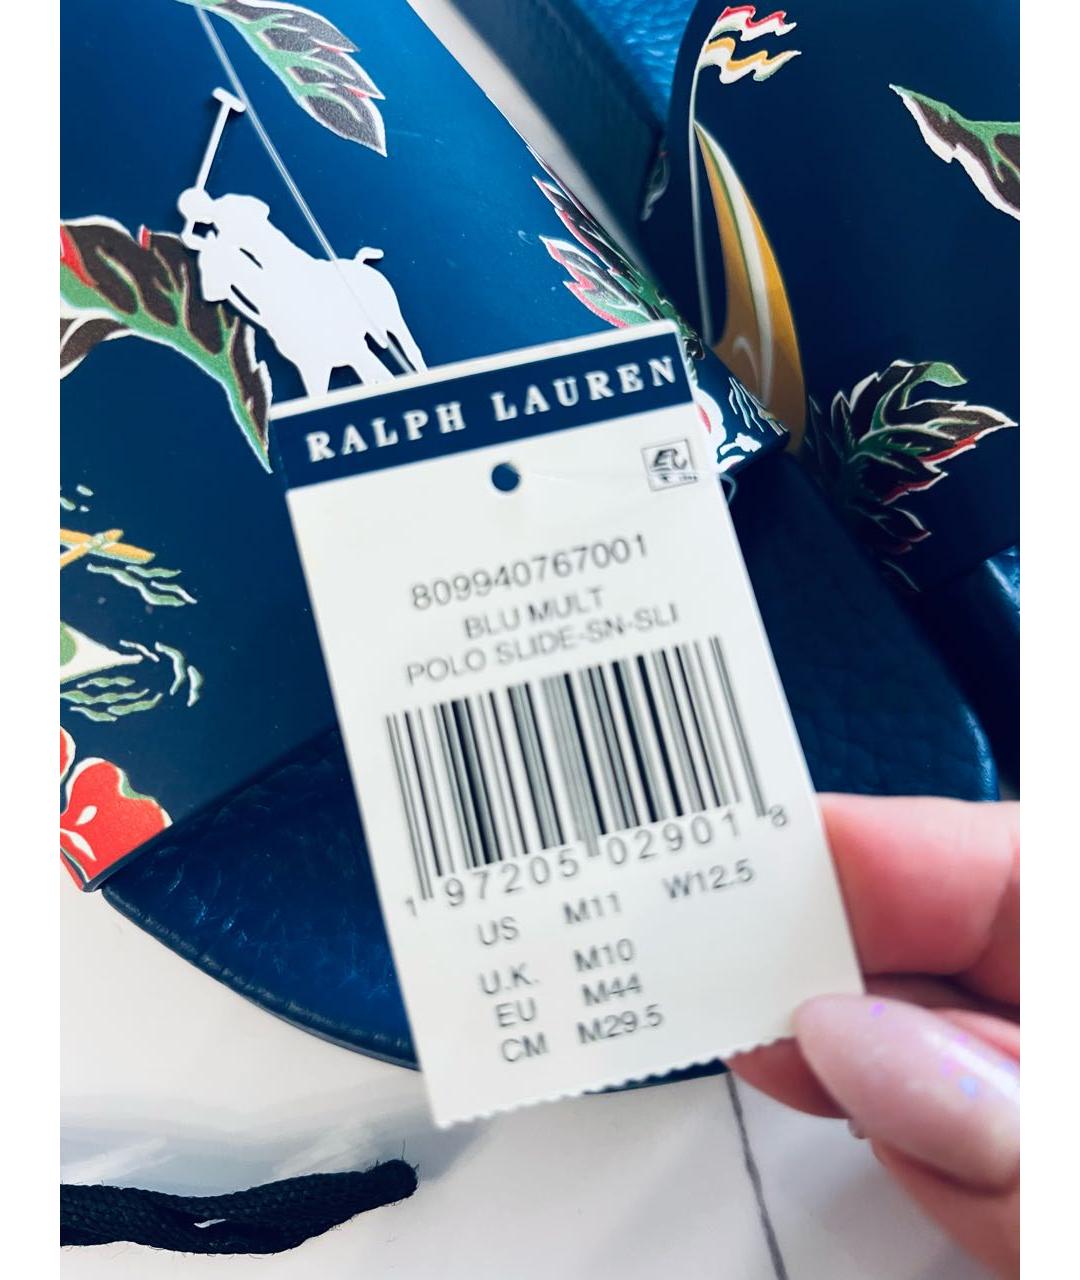 RALPH LAUREN
809940767001
BLU MULT
POLO SLIDE-SN-SLI
1 97205 02901 8
US M11 W12.5
U.K. M10
EU M44
CM M29.5